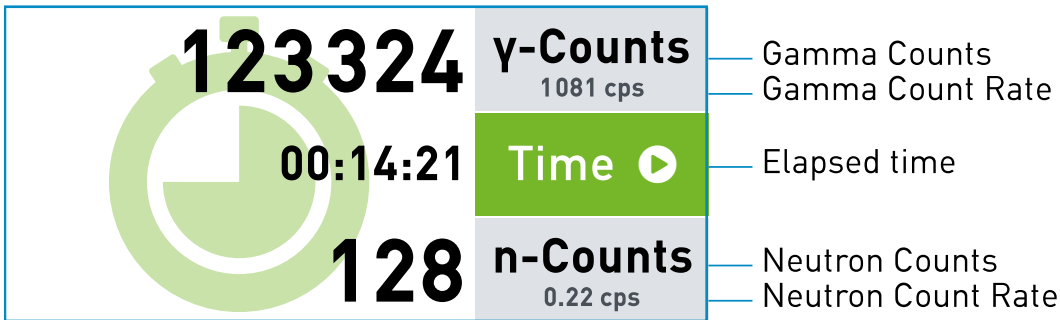 123324 γ-Counts
1081 cps
Gamma Counts
Gamma Count Rate
00:14:21 Time
Elapsed time
128 n-Counts
0.22 cps
Neutron Counts
Neutron Count Rate